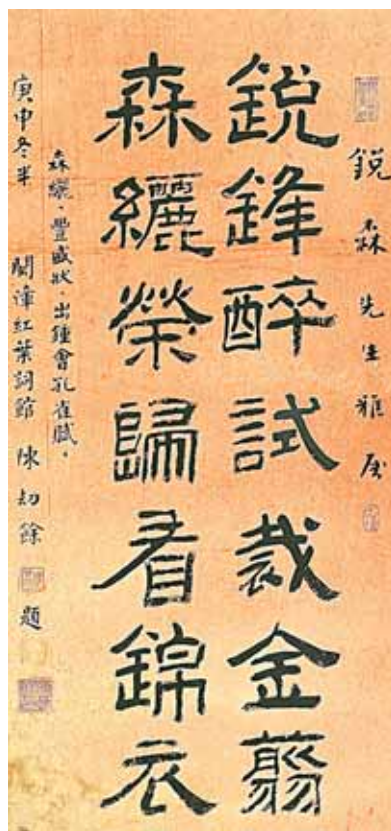 銳森先生雅屬
銳鋒醉試裁金翦
森纚榮歸看錦衣
森纚，豐盛狀，出鍾會孔雀賦。
庚申冬半 閩漳紅葉詞館 陳劫餘 題